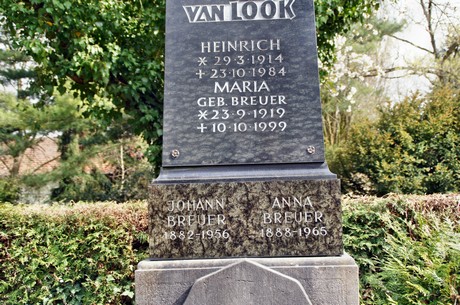 VAN LOOK
HEINRICH
* 29·3·1914
+ 23·10·1984
MARIA
GEB. BREUER
* 23·9·1919
+ 10·10·1999
JOHANN
BREUER
1882-1956
ANNA
BREUER
1888-1965